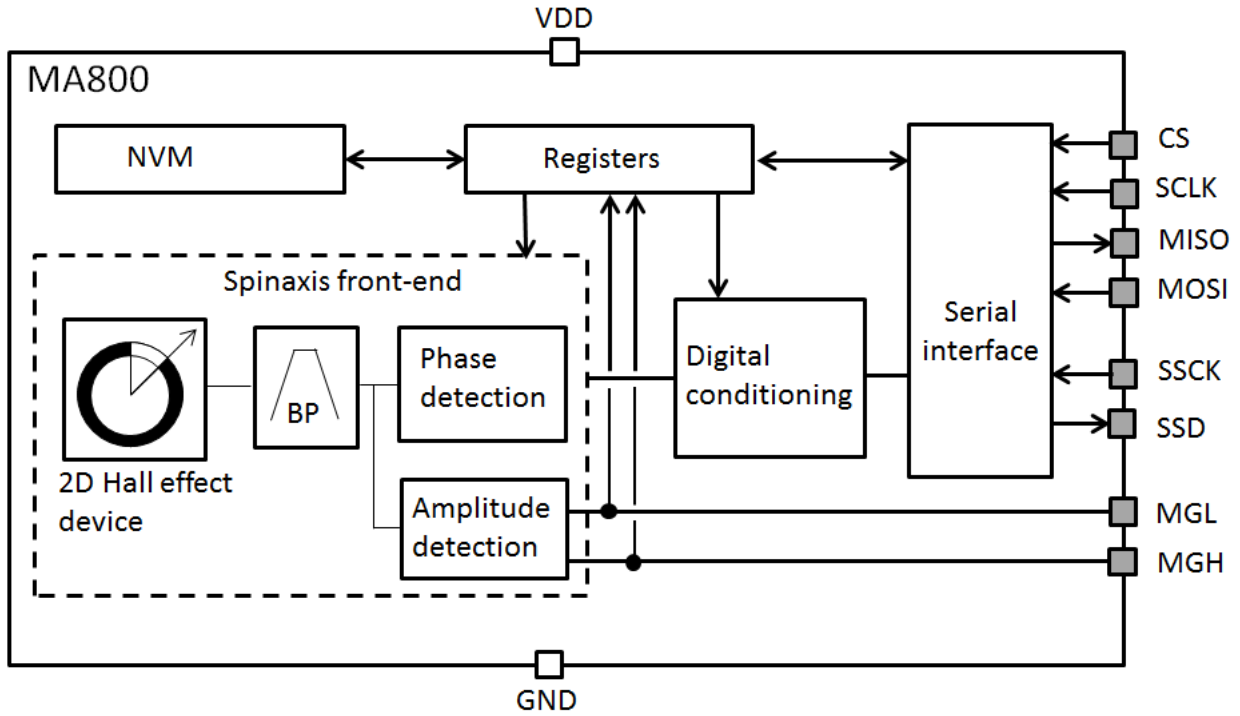 VDD
MA800
NVM
Registers
CS
SCLK
MISO
MOSI
SSCK
SSD
MGL
MGH
Serial
interface
Spinaxis front-end
Phase
detection
Digital
conditioning
BP
2D Hall effect
device
Amplitude
detection
GND